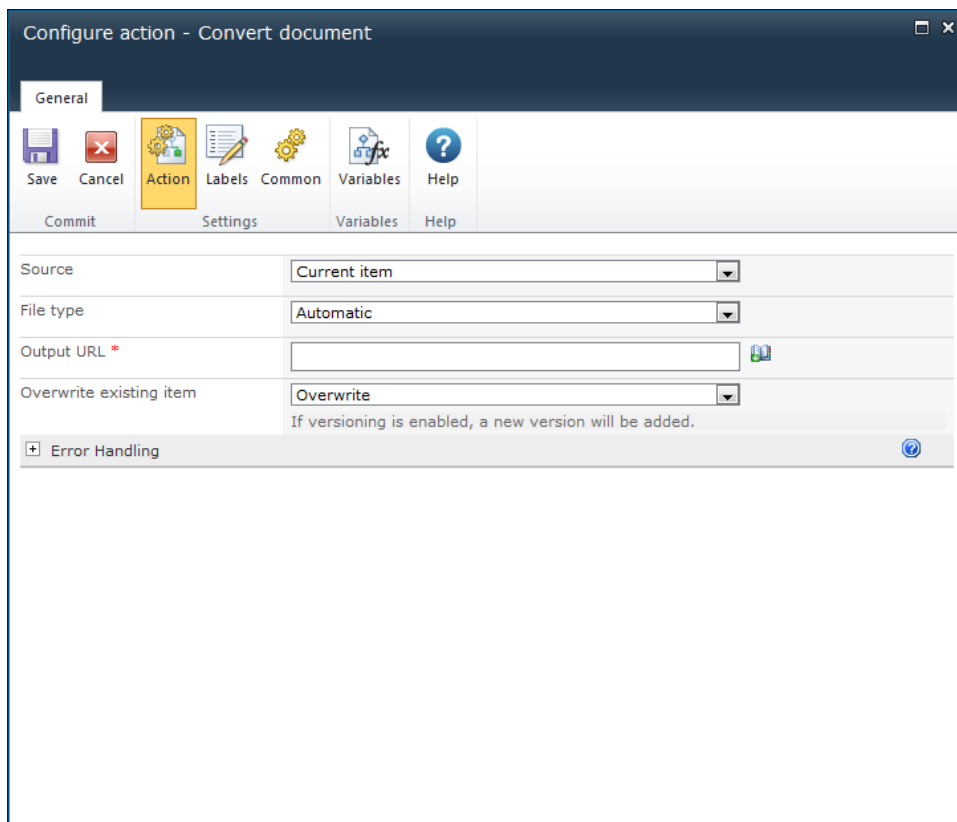 Configure action - Convert document
General
Save Cancel Action Labels Common Variables Help
Commit Settings Variables Help
Source Current item
File type Automatic
Output URL *
Overwrite existing item Overwrite
If versioning is enabled, a new version will be added.
Error Handling